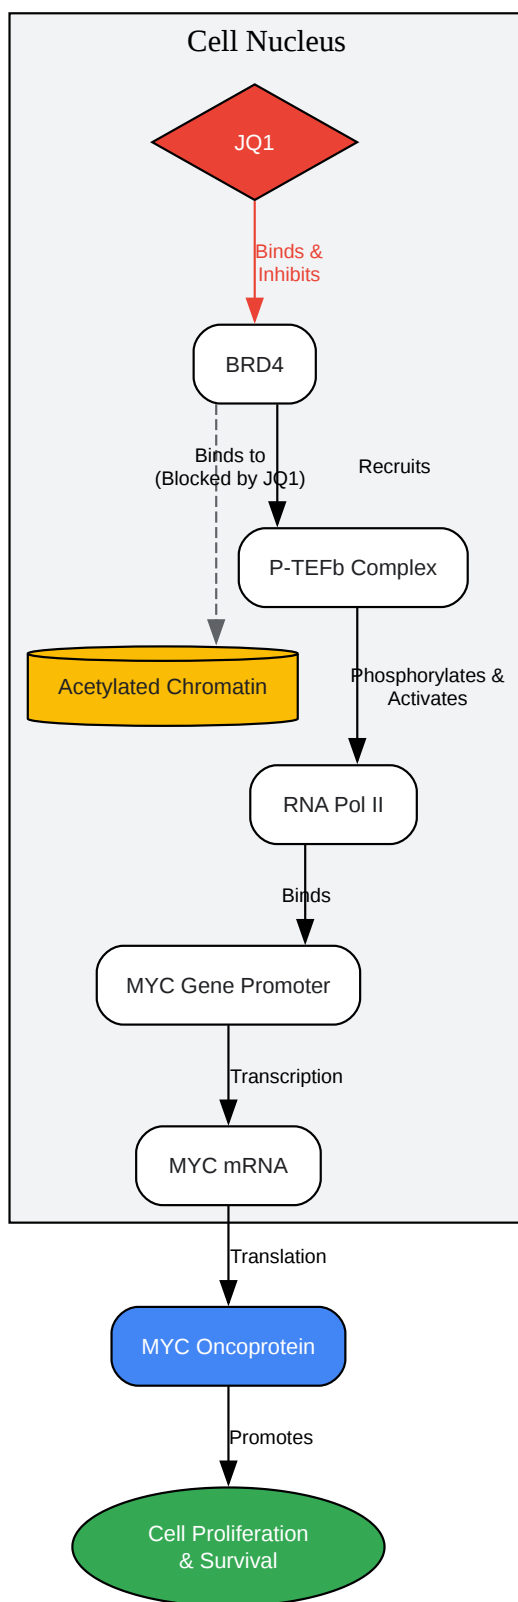 Cell Nucleus
JQ1
Binds &
Inhibits
BRD4
Binds to
(Blocked by JQ1)
Recruits
P-TEFb Complex
Acetylated Chromatin
Phosphorylates &
Activates
RNA Pol II
Binds
MYC Gene Promoter
Transcription
MYC mRNA
Translation
MYC Oncoprotein
Promotes
Cell Proliferation
& Survival